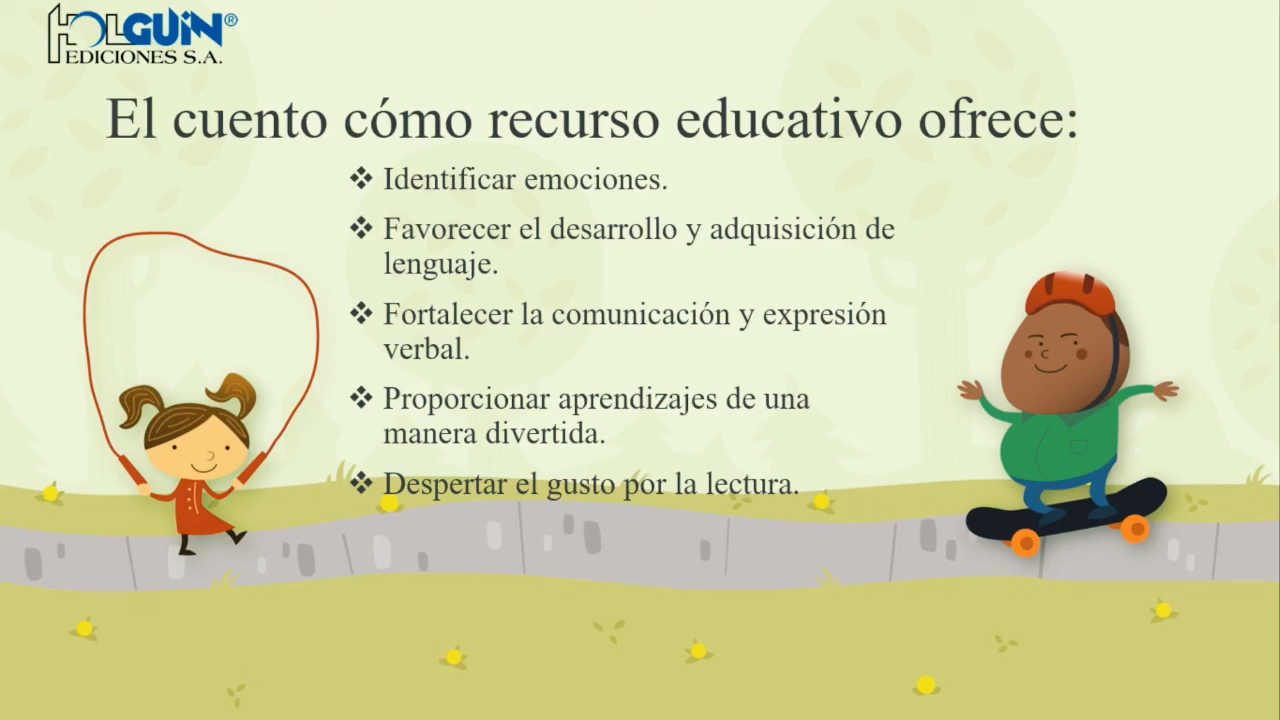 HOLGUIN®
EDICIONES S.A.
El cuento cómo recurso educativo ofrece:
❖ Identificar emociones.
❖ Favorecer el desarrollo y adquisición de
lenguaje.
❖ Fortalecer la comunicación y expresión
verbal.
❖ Proporcionar aprendizajes de una
manera divertida.
❖ Despertar el gusto por la lectura.